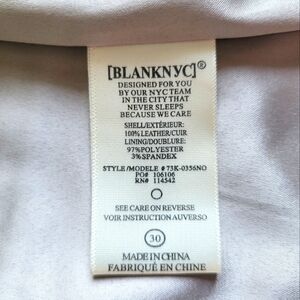 [BLANKNYC]®
DESIGNED FOR YOU
BY OUR NYC TEAM
IN THE CITY THAT
NEVER SLEEPS
BECAUSE WE CARE
SHELL/EXTÉRIEUR:
100% LEATHER/CUIR
LINING/DOUBLURE:
97% POLYESTER
3% SPANDEX
STYLE/MODELE # 73K-0356NO
PO# 106106
RN# 114542
SEE CARE ON REVERSE
VOIR INSTRUCTION AUVERSO
30
MADE IN CHINA
FABRIQUÉ EN CHINE